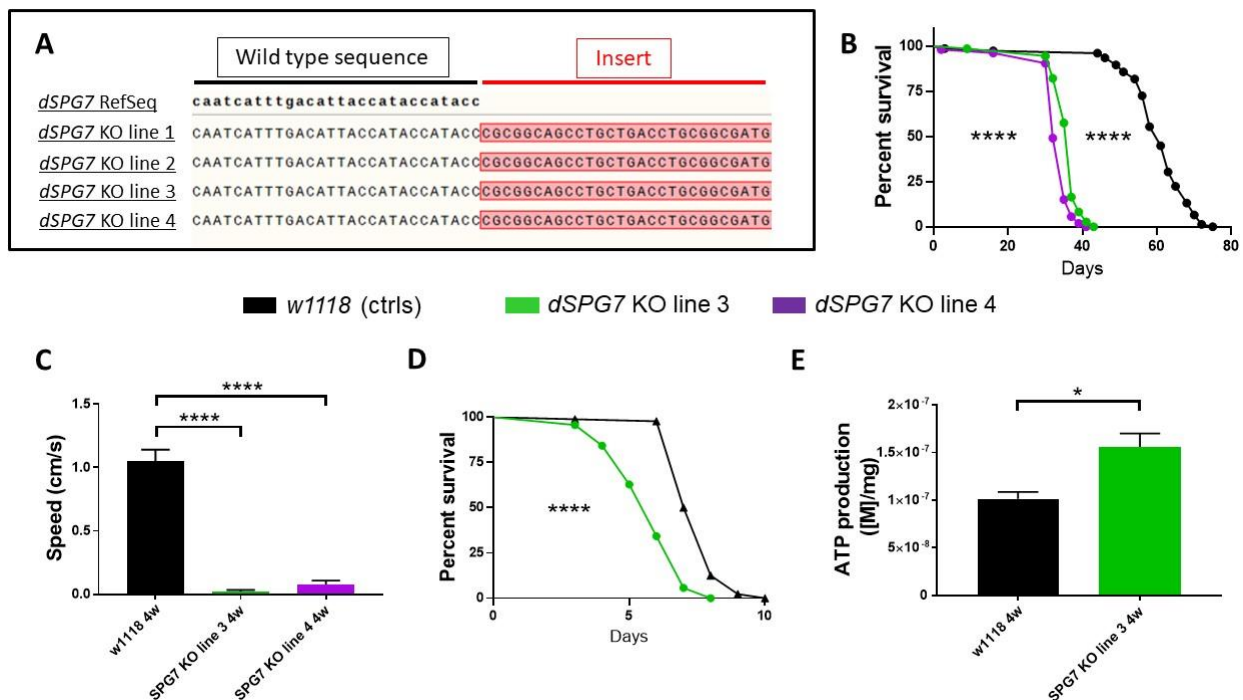 A
Wild type sequence
Insert
dSPG7 RefSeq
caatcatttgacattaccataccatacc
dSPG7 KO line 1
CAATCATTTGACATTACCATACCATACCCGCGGCAGCCTGCTGACCTGCGGCGATG
dSPG7 KO line 2
CAATCATTTGACATTACCATACCATACCCGCGGCAGCCTGCTGACCTGCGGCGATG
dSPG7 KO line 3
CAATCATTTGACATTACCATACCATACCCGCGGCAGCCTGCTGACCTGCGGCGATG
dSPG7 KO line 4
CAATCATTTGACATTACCATACCATACCCGCGGCAGCCTGCTGACCTGCGGCGATG
B
Percent survival
100
75
50
25
0
**** ****
0 20 40 60 80
Days
w1118 (ctrls)
dSPG7 KO line 3
dSPG7 KO line 4
C
Speed (cm/s)
1.5
1.0
0.5
0.0
****
****
w1118 4w
SPG7 KO line 3 4w
SPG7 KO line 4 4w
D
Percent survival
100
75
50
25
0
****
0 5 10
Days
E
ATP production
([M]/mg)
2×10-7
1.5×10-7
1×10-7
5×10-8
0
*
w1118 4w
SPG7 KO line 3 4w